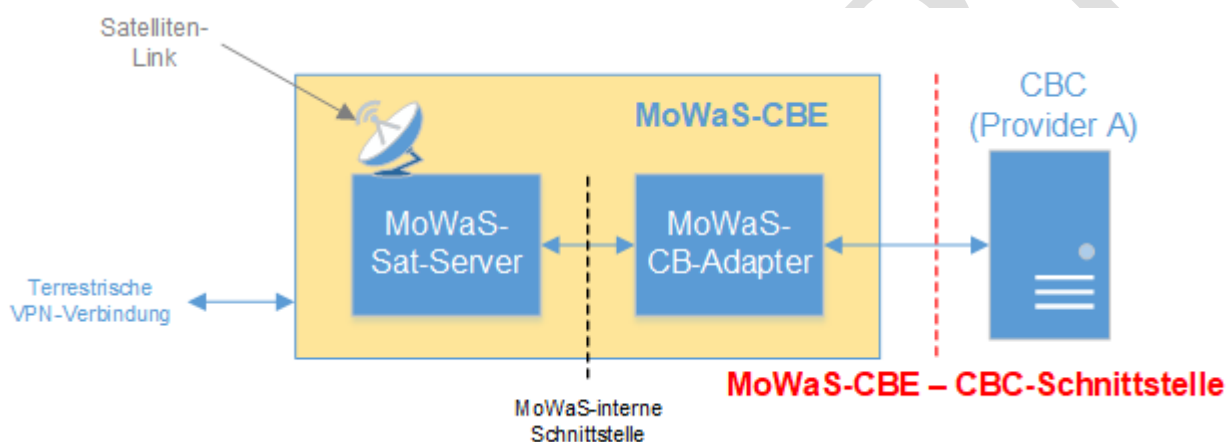 Satelliten-
Link
MoWaS-CBE
CBC
(Provider A)
MoWaS-
Sat-Server
MoWaS-
CB-Adapter
Terrestrische
VPN-Verbindung
MoWaS-CBE – CBC-Schnittstelle
MoWaS-interne
Schnittstelle